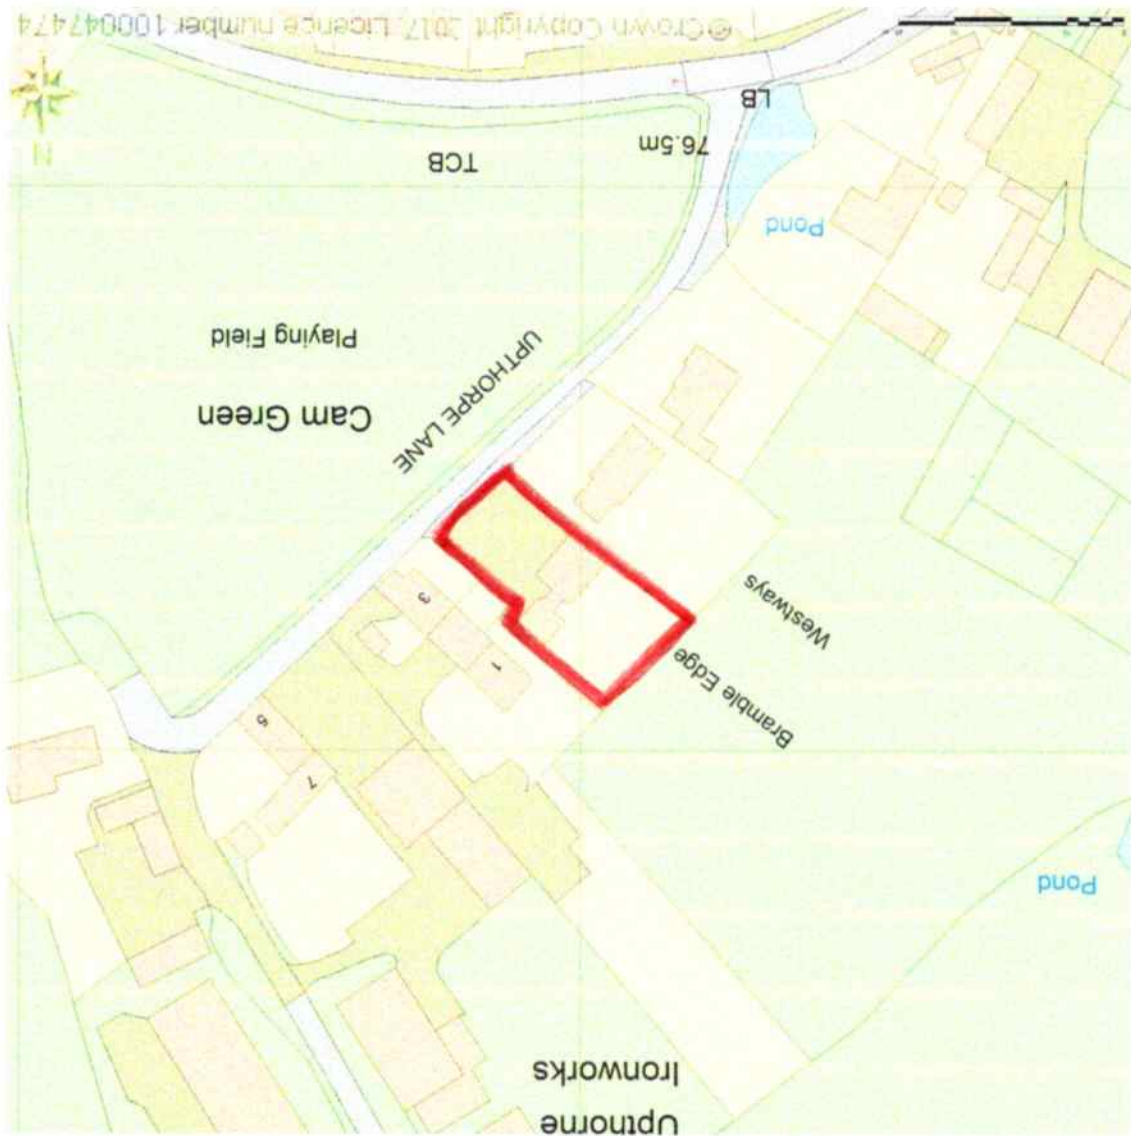 Upthorne
Ironworks
Pond
7
5
Bramble Edge
1
3
Westways
UPTHORPE LANE
Cam Green
Playing Field
Pond
TCB
76.5m
LB
©Crown Copyright 2017. Licence number 100047474
N